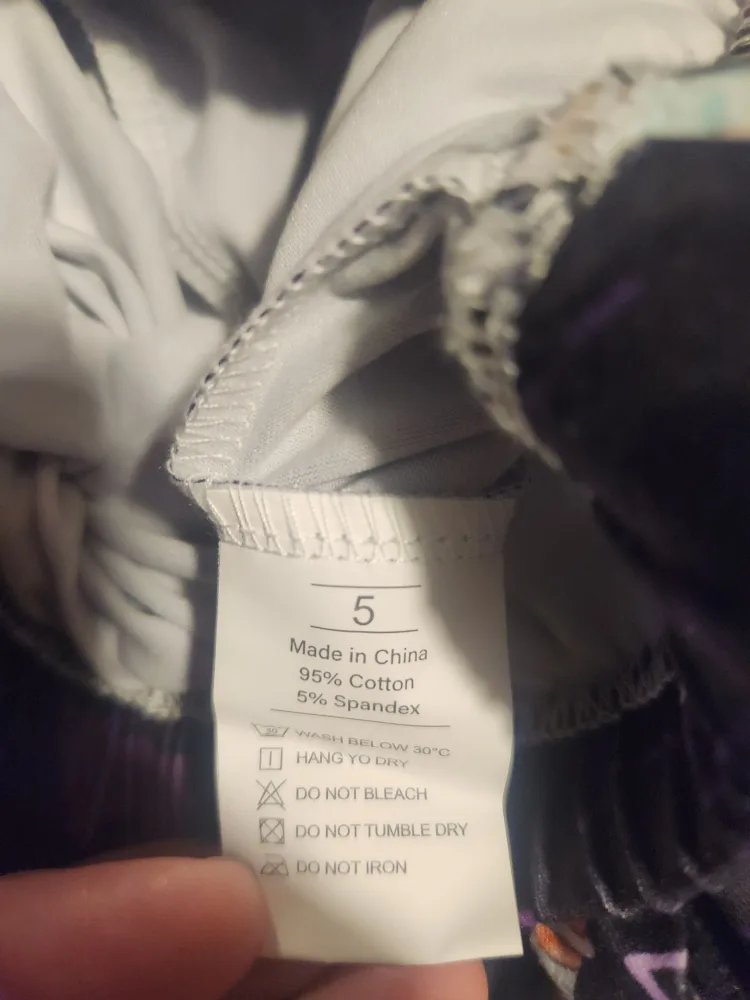 5
Made in China
95% Cotton
5% Spandex
30 WASH BELOW 30°C
HANG YO DRY
DO NOT BLEACH
DO NOT TUMBLE DRY
DO NOT IRON